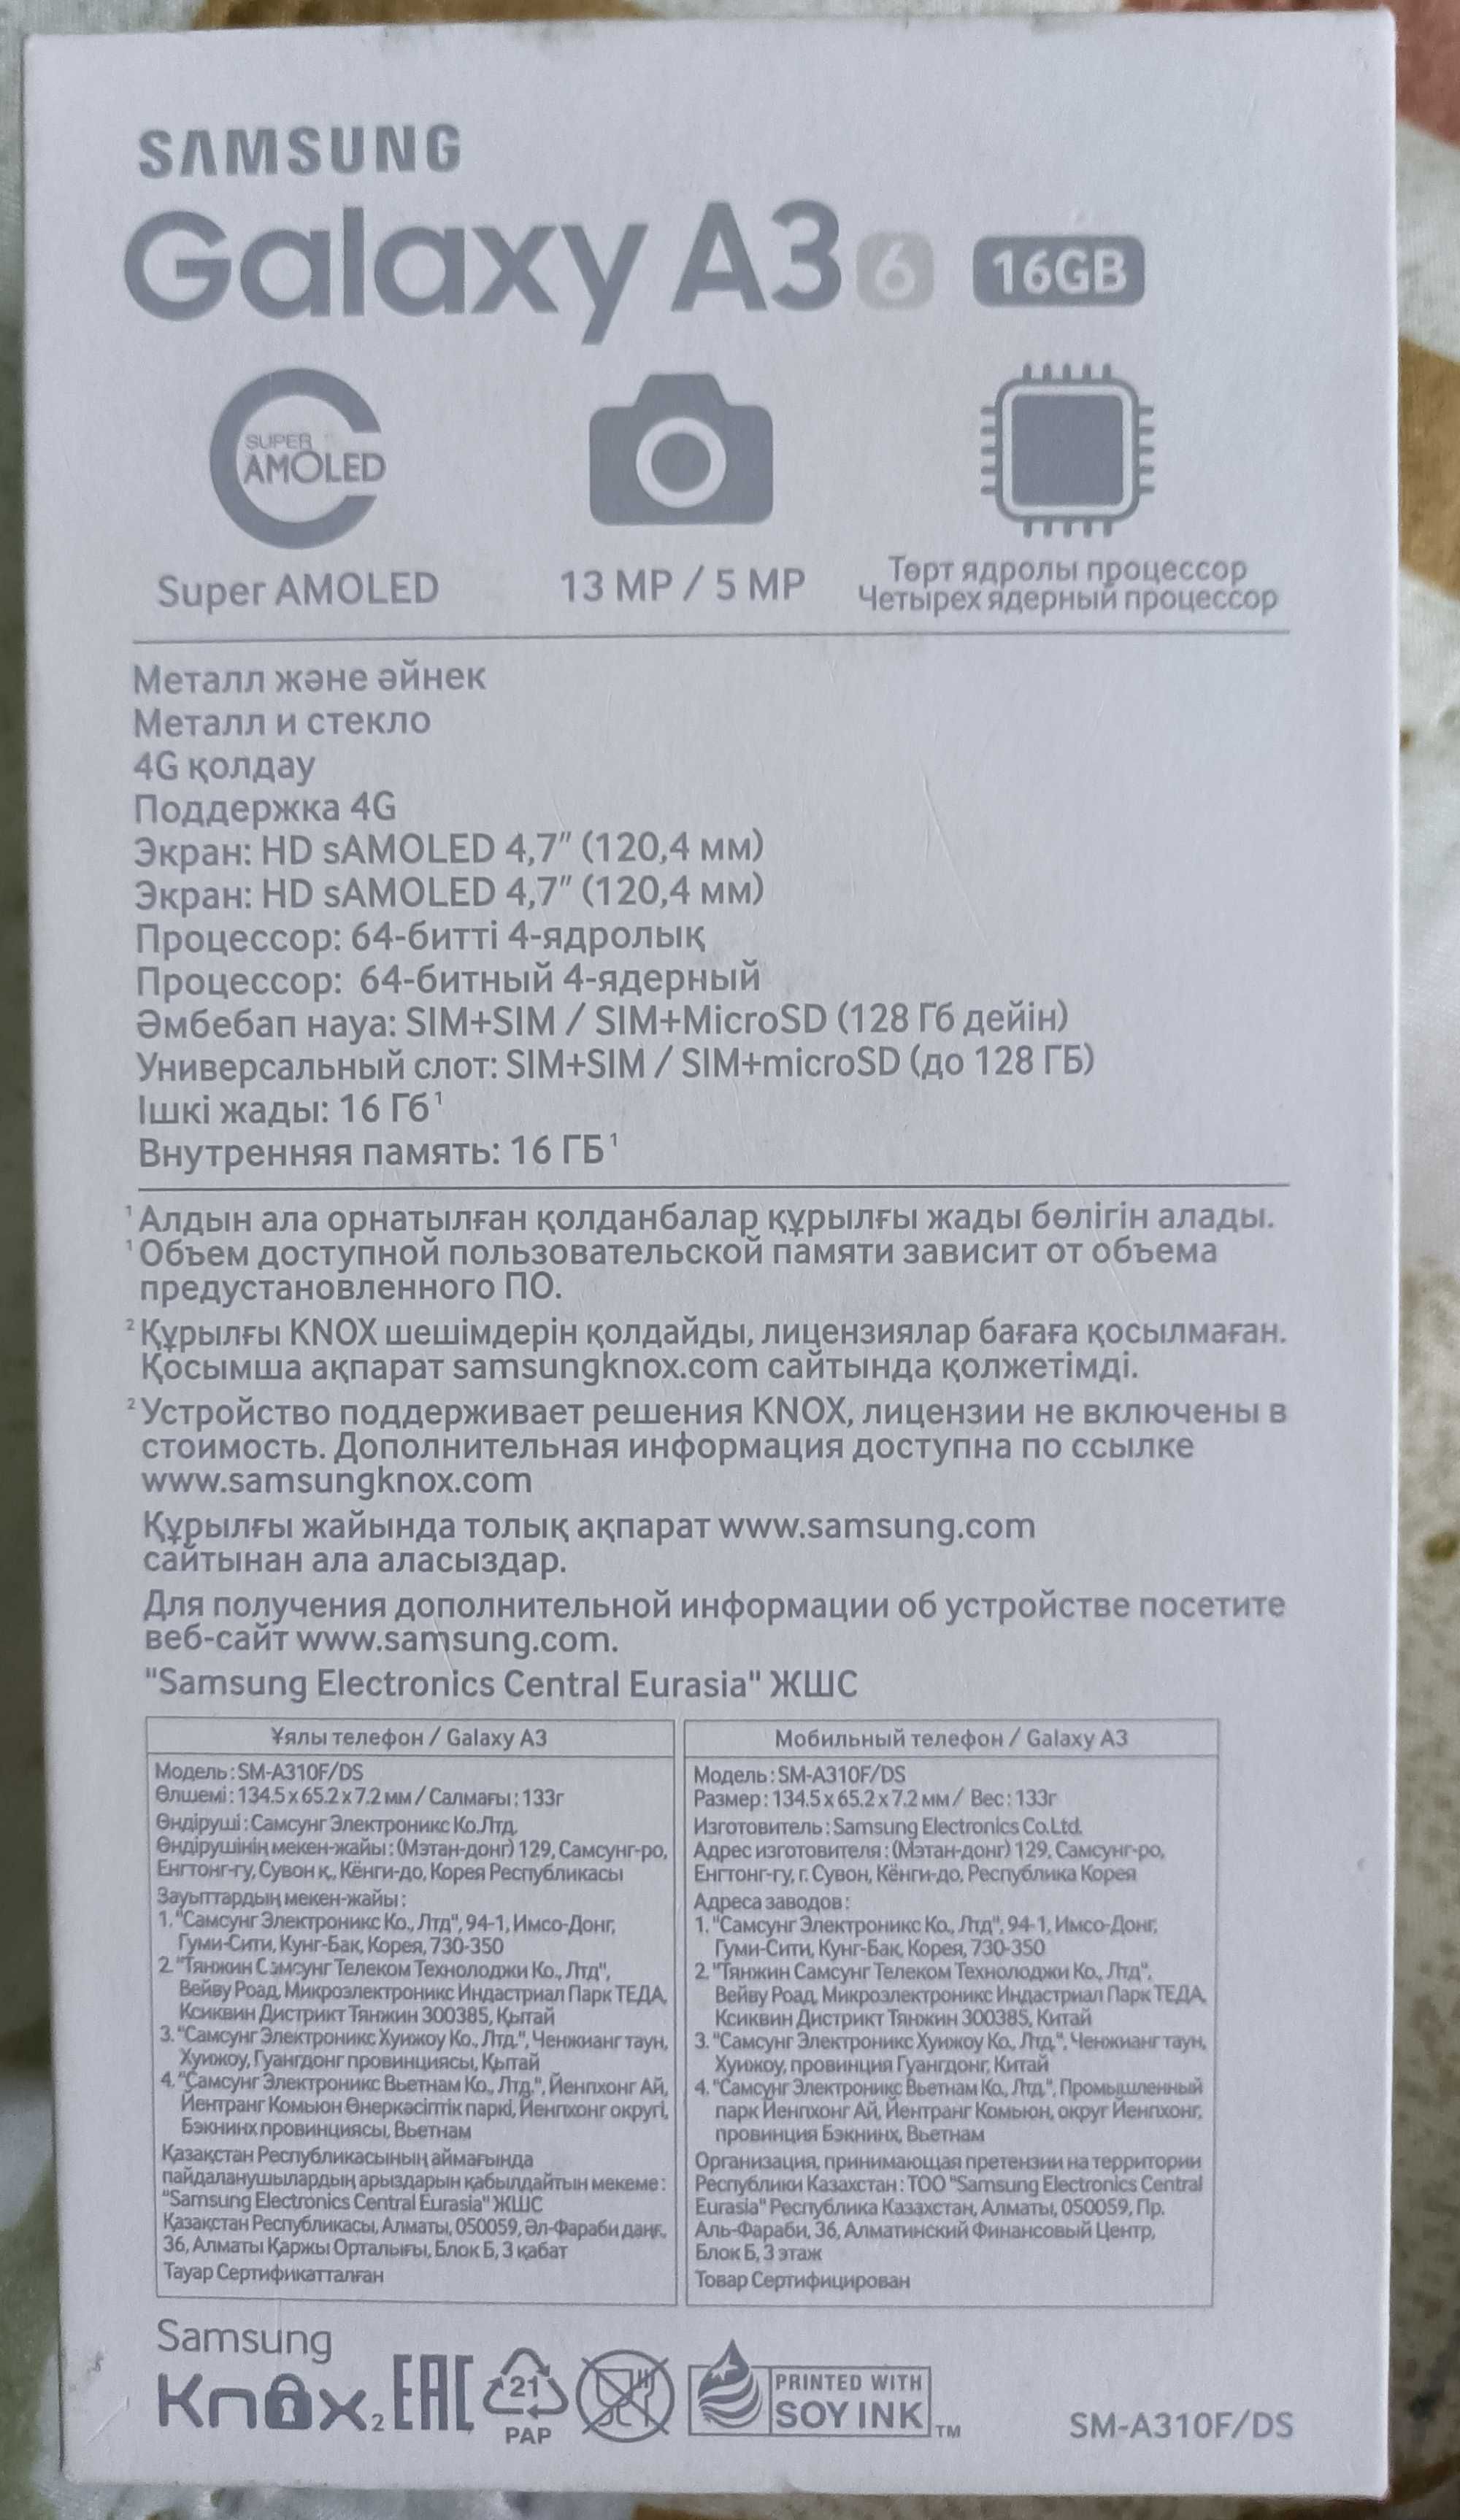 SAMSUNG
Galaxy A3 6 16GB
SUPER
AMOLED
Super AMOLED
13 MP / 5 MP
Төрт ядролы процессор
Четырех ядерный процессор
Металл және әйнек
Металл и стекло
4G қолдау
Поддержка 4G
Экран: HD sAMOLED 4,7” (120,4 мм)
Экран: HD sAMOLED 4,7” (120,4 мм)
Процессор: 64-битті 4-ядролық
Процессор: 64-битный 4-ядерный
Әмбебап науа: SIM+SIM / SIM+MicroSD (128 Гб дейін)
Универсальный слот: SIM+SIM / SIM+microSD (до 128 ГБ)
Ішкі жады: 16 Гб¹
Внутренняя память: 16 ГБ¹
¹ Алдын ала орнатылған қолданбалар құрылғы жады бөлігін алады.
¹ Объем доступной пользовательской памяти зависит от объема
предустановленного ПО.
² Құрылғы KNOX шешімдерін қолдайды, лицензиялар бағаға қосылмаған.
Қосымша ақпарат samsungknox.com сайтында қолжетімді.
² Устройство поддерживает решения KNOX, лицензии не включены в
стоимость. Дополнительная информация доступна по ссылке
www.samsungknox.com
Құрылғы жайында толық ақпарат www.samsung.com
сайтынан ала аласыздар.
Для получения дополнительной информации об устройстве посетите
веб-сайт www.samsung.com.
"Samsung Electronics Central Eurasia" ЖШС
Ұялы телефон / Galaxy A3
Модель : SM-A310F/DS
Өлшемі : 134.5 x 65.2 x 7.2 мм / Салмағы : 133г
Өндіруші : Самсунг Электроникс Ко.Лтд.
Өндірушінің мекен-жайы : (Мэтан-донг) 129, Самсунг-ро,
Енгтонг-гу, Сувон қ., Кёнги-до, Корея Республикасы
Зауыттардың мекен-жайы :
1. "Самсунг Электроникс Ко., Лтд", 94-1, Имсо-Донг,
Гуми-Сити, Кунг-Бак, Корея, 730-350
2. "Тянжин Самсунг Телеком Технолоджи Ко., Лтд",
Вейву Роад, Микроэлектроникс Индастриал Парк ТЕДА,
Ксиквин Дистрикт Тянжин 300385, Қытай
3. "Самсунг Электроникс Хуижоу Ко., Лтд.", Ченжианг таун,
Хуижоу, Гуангдонг провинциясы, Қытай
4. "Самсунг Электроникс Вьетнам Ко., Лтд.", Йенпхонг Ай,
Йентранг Комьюн Өнеркәсіптік паркі, Йенпхонг округі,
Бэкнинх провинциясы, Вьетнам
Қазақстан Республикасының аймағында
пайдаланушылардың арыздарын қабылдайтын мекеме :
"Samsung Electronics Central Eurasia" ЖШС
Қазақстан Республикасы, Алматы, 050059, Әл-Фараби даңғ.,
36, Алматы Қаржы Орталығы, Блок Б, 3 қабат
Тауар Сертификатталған
Мобильный телефон / Galaxy A3
Модель : SM-A310F/DS
Размер : 134.5 x 65.2 x 7.2 мм / Вес : 133г
Изготовитель : Samsung Electronics Co.Ltd.
Адрес изготовителя : (Мэтан-донг) 129, Самсунг-ро,
Енгтонг-гу, г. Сувон, Кёнги-до, Республика Корея
Адреса заводов :
1. "Самсунг Электроникс Ко., Лтд", 94-1, Имсо-Донг,
Гуми-Сити, Кунг-Бак, Корея, 730-350
2. "Тянжин Самсунг Телеком Технолоджи Ко., Лтд",
Вейву Роад, Микроэлектроникс Индастриал Парк ТЕДА,
Ксиквин Дистрикт Тянжин 300385, Китай
3. "Самсунг Электроникс Хуижоу Ко., Лтд.", Ченжианг таун,
Хуижоу, провинция Гуангдонг, Китай
4. "Самсунг Электроникс Вьетнам Ко., Лтд.", Промышленный
парк Йенпхонг Ай, Йентранг Комьюн, округ Йенпхонг,
провинция Бэкнинх, Вьетнам
Организация, принимающая претензии на территории
Республики Казахстан : ТОО "Samsung Electronics Central
Eurasia" Республика Казахстан, Алматы, 050059, Пр.
Аль-Фараби, 36, Алматинский Финансовый Центр,
Блок Б, 3 этаж
Товар Сертифицирован
Samsung
Knox 2
EAC
21
PAP
PRINTED WITH
SOY INK TM
SM-A310F/DS